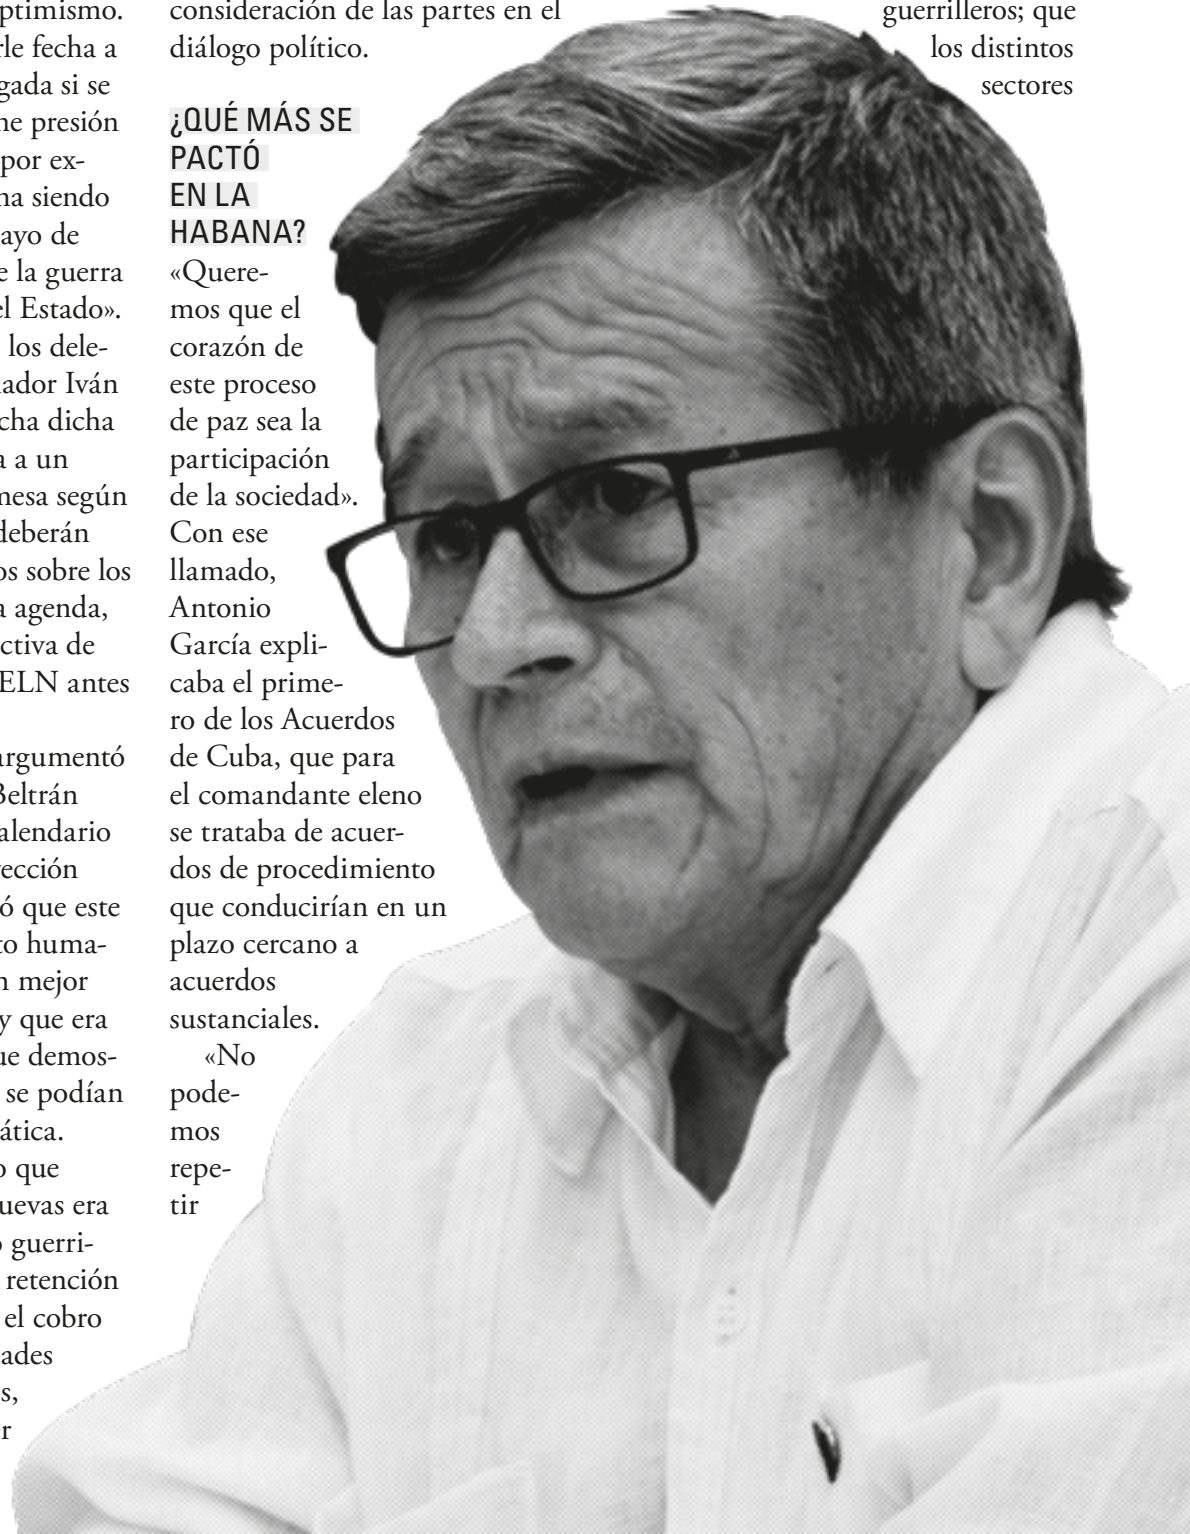 ptimismo.
rle fecha a
gada si se
ne presión
por ex-
na siendo
ayo de
e la guerra
el Estado».
los dele-
ador Iván
cha dicha
a a un
mesa según
deberán
os sobre los
a agenda,
ctiva de
ELN antes
argumentó
Beltrán
alendario
ección
ó que este
to huma-
n mejor
y que era
ue demos-
se podían
ática.
o que
uevas era
o guerri-
retención
el cobro
ades
s,
r
consideración de las partes en el
diálogo político.
¿QUÉ MÁS SE
PACTÓ
EN LA
HABANA?
«Quere-
mos que el
corazón de
este proceso
de paz sea la
participación
de la sociedad».
Con ese
llamado,
Antonio
García expli-
caba el prime-
ro de los Acuerdos
de Cuba, que para
el comandante eleno
se trataba de acuer-
dos de procedimiento
que conducirían en un
plazo cercano a
acuerdos
sustanciales.
«No
pode-
mos
repe-
tir
guerrilleros; que
los distintos
sectores